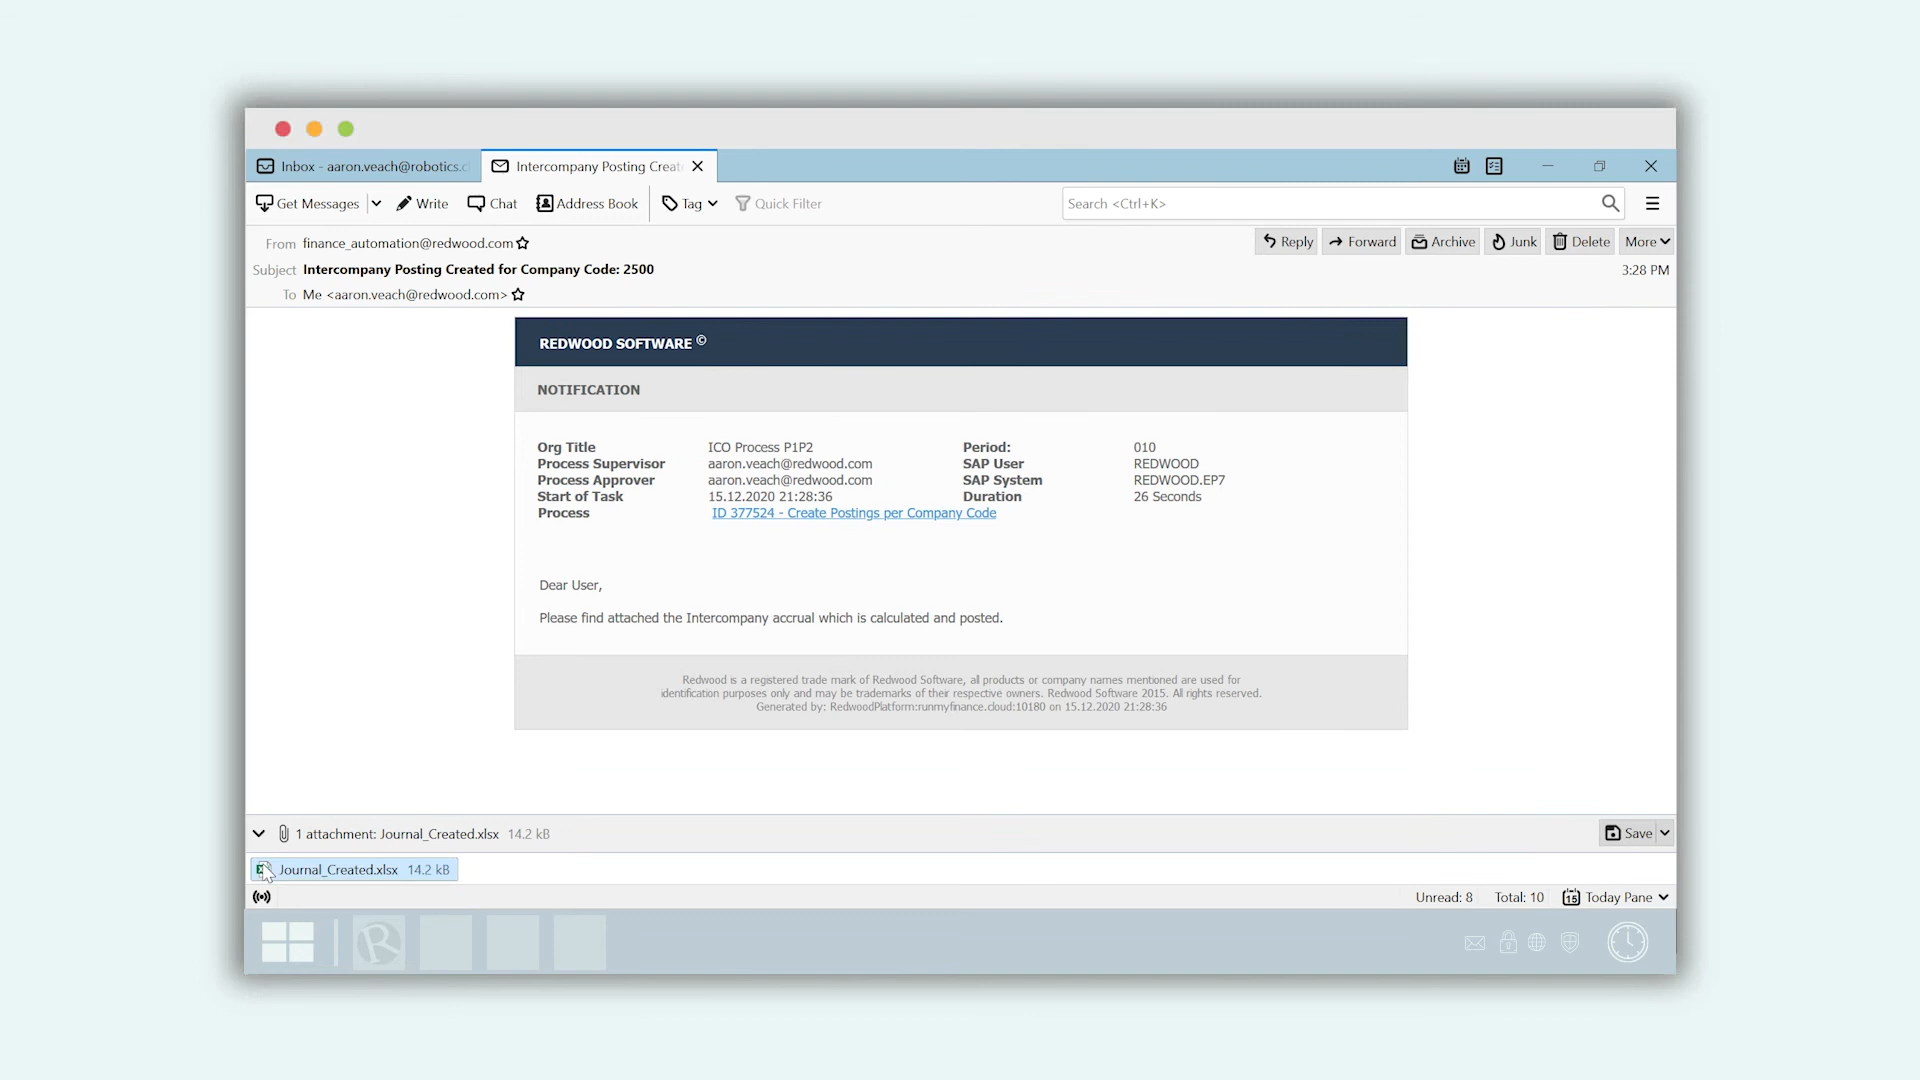 Inbox - aaron.veach@robotics.c
Intercompany Posting Creat
Get Messages
Write
Chat
Address Book
Tag
Quick Filter
Search <Ctrl+K>
From finance_automation@redwood.com
Reply
Forward
Archive
Junk
Delete
More
Subject Intercompany Posting Created for Company Code: 2500
3:28 PM
To Me <aaron.veach@redwood.com>
REDWOOD SOFTWARE ©
NOTIFICATION
Org Title ICO Process P1P2 Period: 010
Process Supervisor aaron.veach@redwood.com SAP User REDWOOD
Process Approver aaron.veach@redwood.com SAP System REDWOOD.EP7
Start of Task 15.12.2020 21:28:36 Duration 26 Seconds
Process ID 377524 - Create Postings per Company Code
Dear User,
Please find attached the Intercompany accrual which is calculated and posted.
Redwood is a registered trade mark of Redwood Software, all products or company names mentioned are used for
identification purposes only and may be trademarks of their respective owners. Redwood Software 2015. All rights reserved.
Generated by: RedwoodPlatform:runmyfinance.cloud:10180 on 15.12.2020 21:28:36
1 attachment: Journal_Created.xlsx 14.2 kB
Save
Journal_Created.xlsx 14.2 kB
Unread: 8 Total: 10 15 Today Pane
R